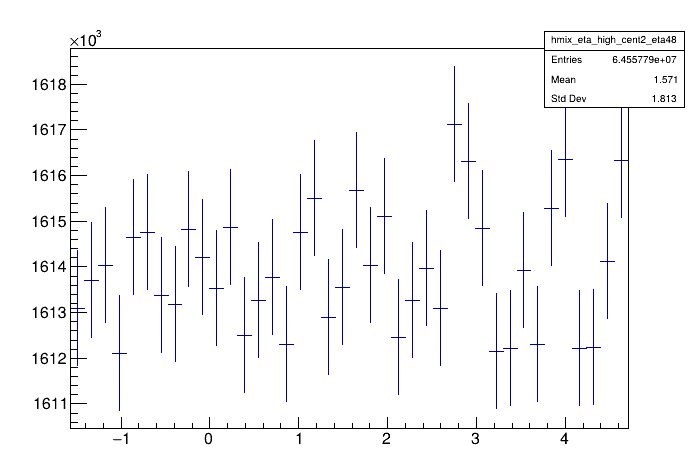 ×10³
hmix_eta_high_cent2_eta48
Entries 6.455779e+07
Mean 1.571
Std Dev 1.813
1618
1617
1616
1615
1614
1613
1612
1611
−1 0 1 2 3 4